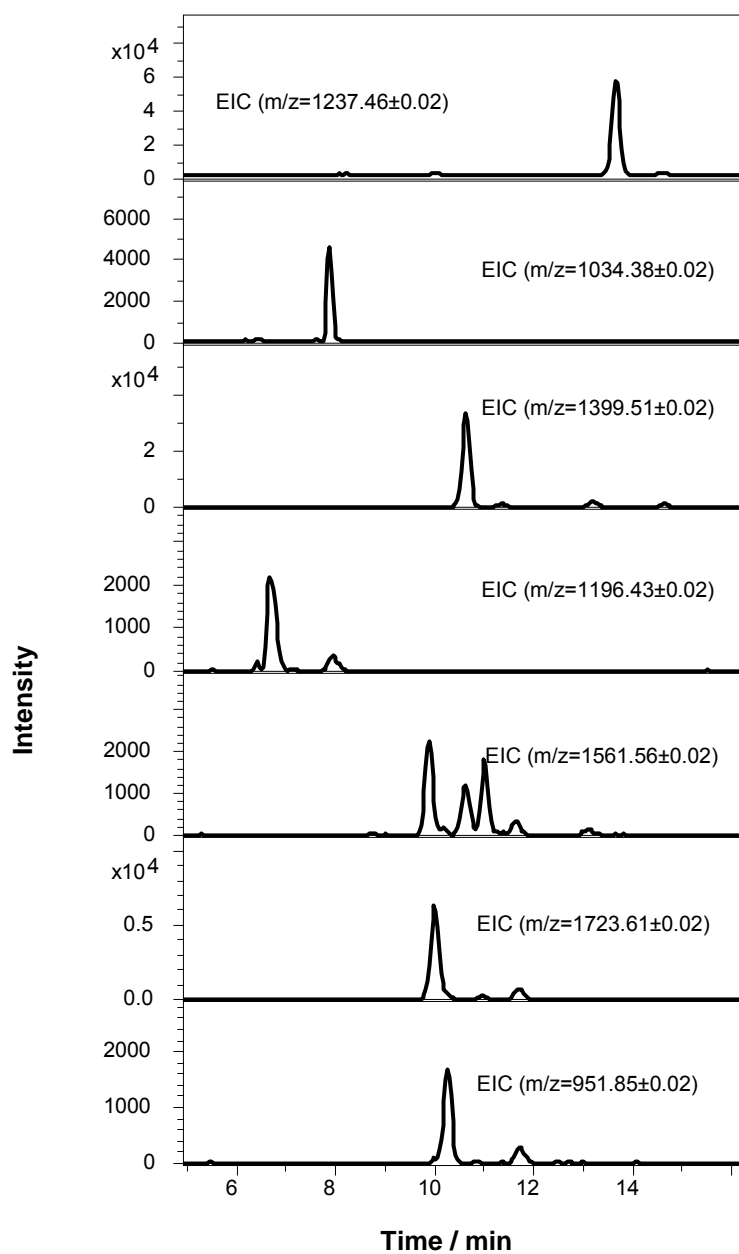 x10⁴
6
EIC (m/z=1237.46±0.02)
4
2
0
6000
EIC (m/z=1034.38±0.02)
4000
2000
0
x10⁴
EIC (m/z=1399.51±0.02)
2
0
2000
EIC (m/z=1196.43±0.02)
1000
0
2000
EIC (m/z=1561.56±0.02)
1000
0
x10⁴
0.5
EIC (m/z=1723.61±0.02)
0.0
2000
EIC (m/z=951.85±0.02)
1000
0
Intensity
6 8 10 12 14
Time / min